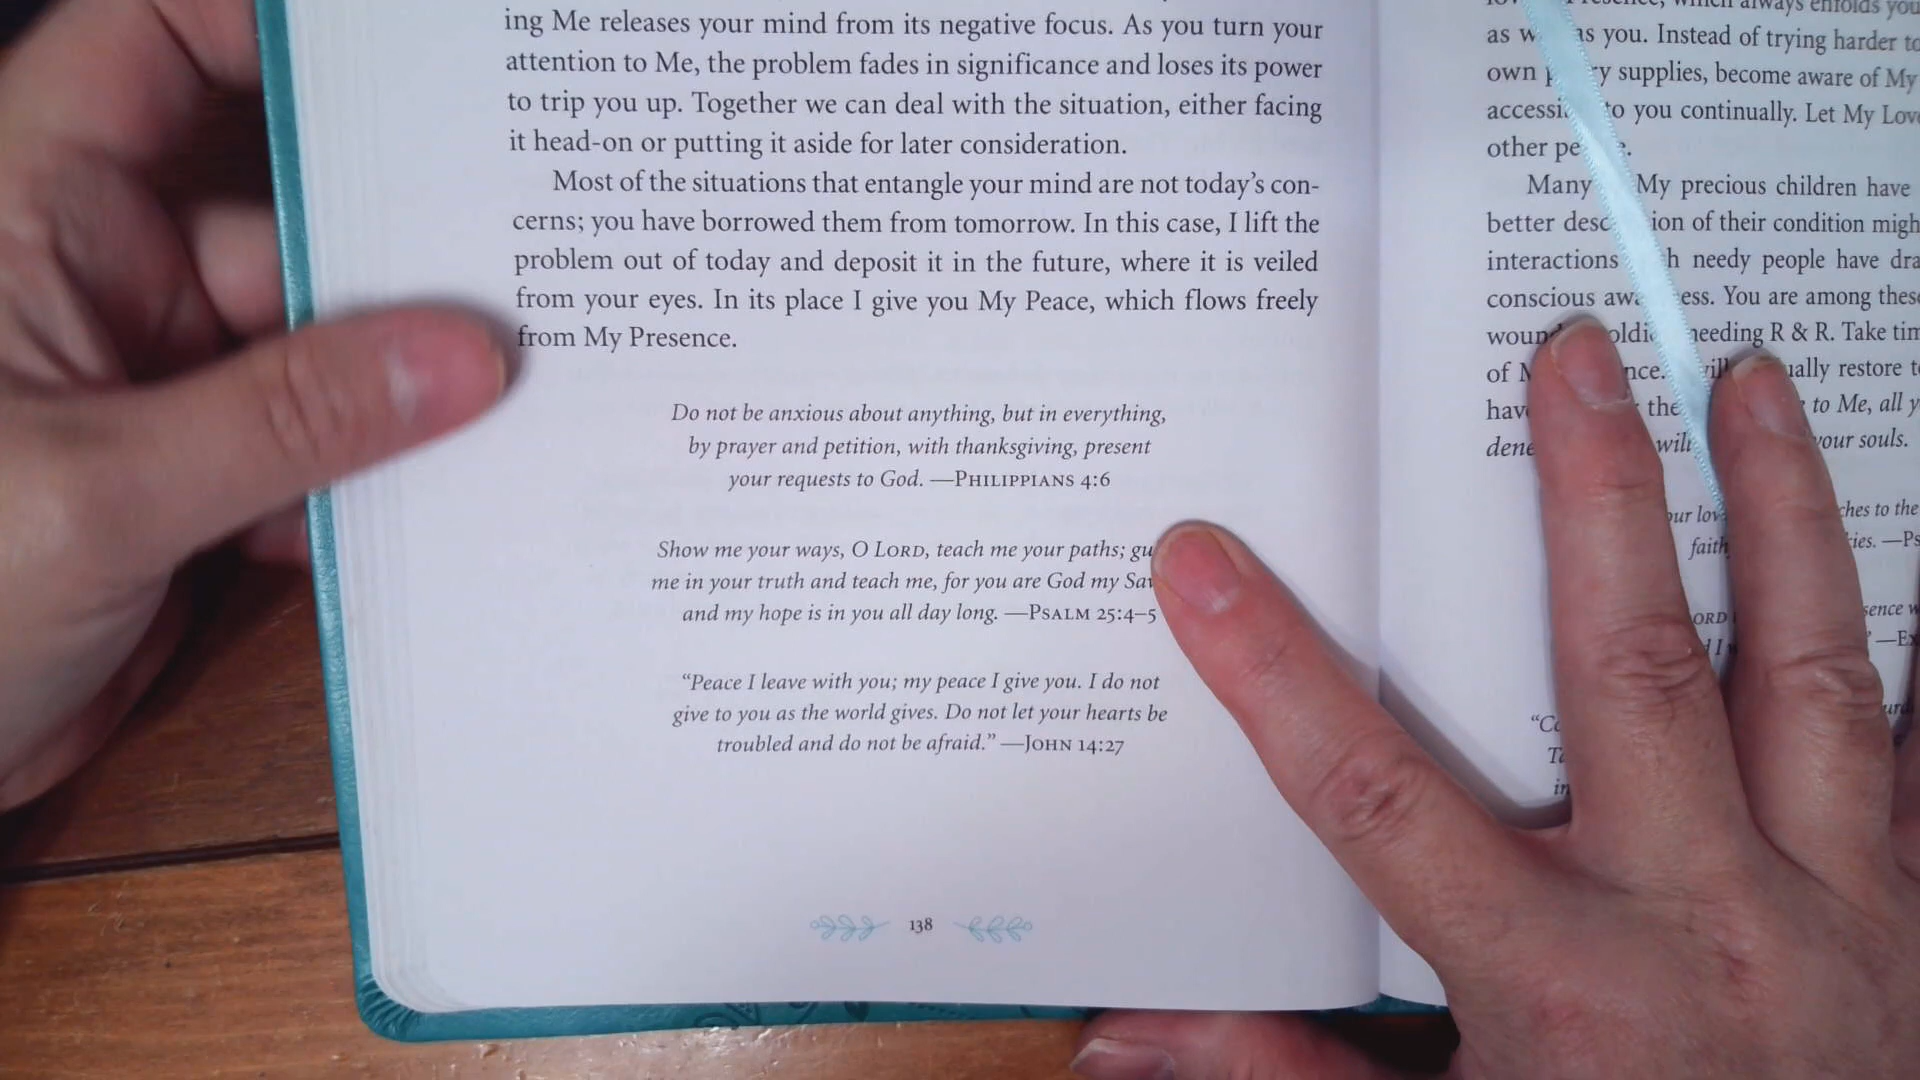 ing Me releases your mind from its negative focus. As you turn your
attention to Me, the problem fades in significance and loses its power
to trip you up. Together we can deal with the situation, either facing
it head-on or putting it aside for later consideration.
Most of the situations that entangle your mind are not today's con-
cerns; you have borrowed them from tomorrow. In this case, I lift the
problem out of today and deposit it in the future, where it is veiled
from your eyes. In its place I give you My Peace, which flows freely
from My Presence.
Do not be anxious about anything, but in everything,
by prayer and petition, with thanksgiving, present
your requests to God. —PHILIPPIANS 4:6
Show me your ways, O LORD, teach me your paths;
me in your truth and teach me, for you are God my
and my hope is in you all day long. —PSALM 25:4–5
"Peace I leave with you; my peace I give you. I do not
give to you as the world gives. Do not let your hearts be
troubled and do not be afraid." —JOHN 14:27
138
always enfolds you
as you. Instead of trying harder to
own supplies, become aware of My
to you continually. Let My
other
Many My precious children have
better of their condition
interactions needy people have
conscious You are among
needing R & R. Take
of restore
the to Me, all
your souls.
to the
faith